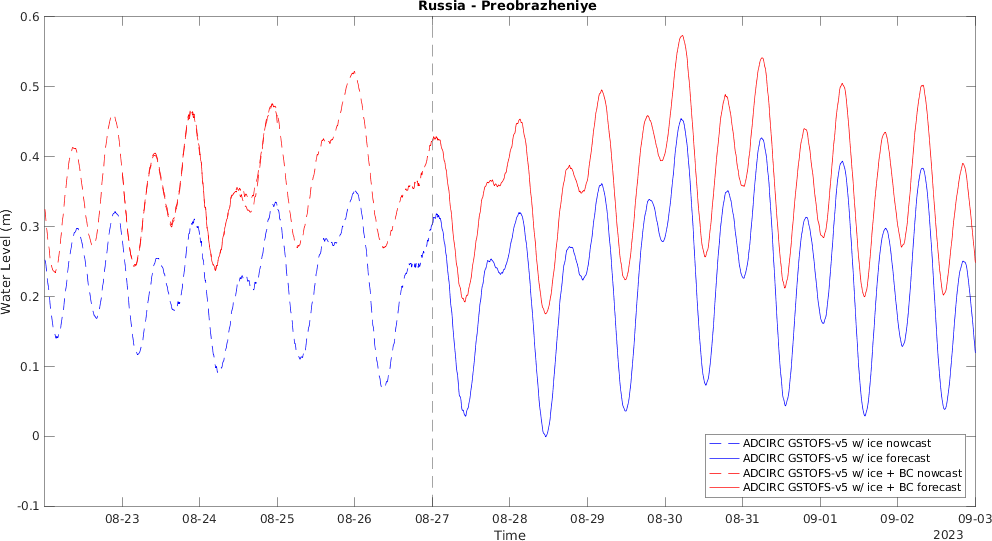 Russia - Preobrazheniye
Water Level (m)
0.6
0.5
0.4
0.3
0.2
0.1
0
-0.1
ADCIRC GSTOFS-v5 w/ ice nowcast
ADCIRC GSTOFS-v5 w/ ice forecast
ADCIRC GSTOFS-v5 w/ ice + BC nowcast
ADCIRC GSTOFS-v5 w/ ice + BC forecast
08-23 08-24 08-25 08-26 08-27 08-28 08-29 08-30 08-31 09-01 09-02 09-03
Time
2023